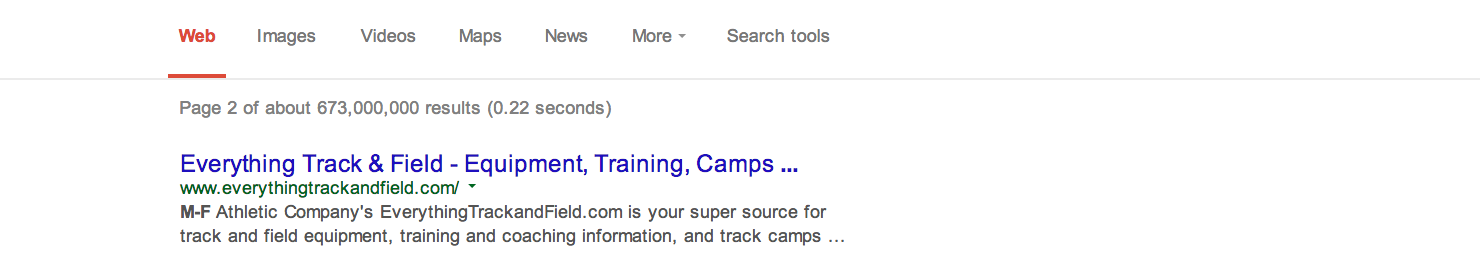 Web Images Videos Maps News More Search tools
Page 2 of about 673,000,000 results (0.22 seconds)
Everything Track & Field - Equipment, Training, Camps ...
www.everythingtrackandfield.com/
M-F Athletic Company's EverythingTrackandField.com is your super source for
track and field equipment, training and coaching information, and track camps ...